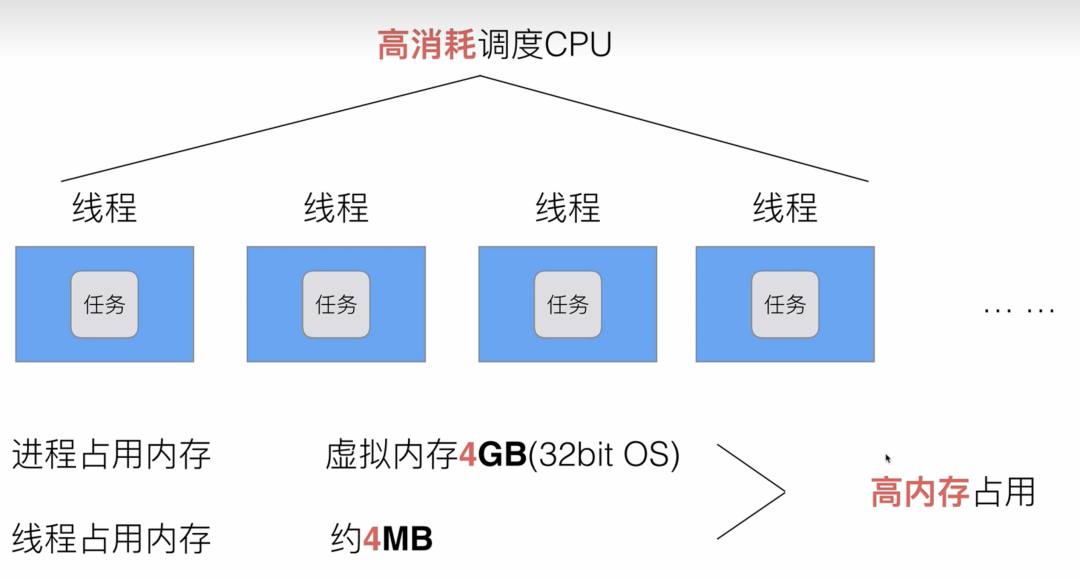 高消耗调度CPU
线程 线程 线程 线程
任务 任务 任务 任务 … …
进程占用内存 虚拟内存4GB(32bit OS)
高内存占用
线程占用内存 约4MB